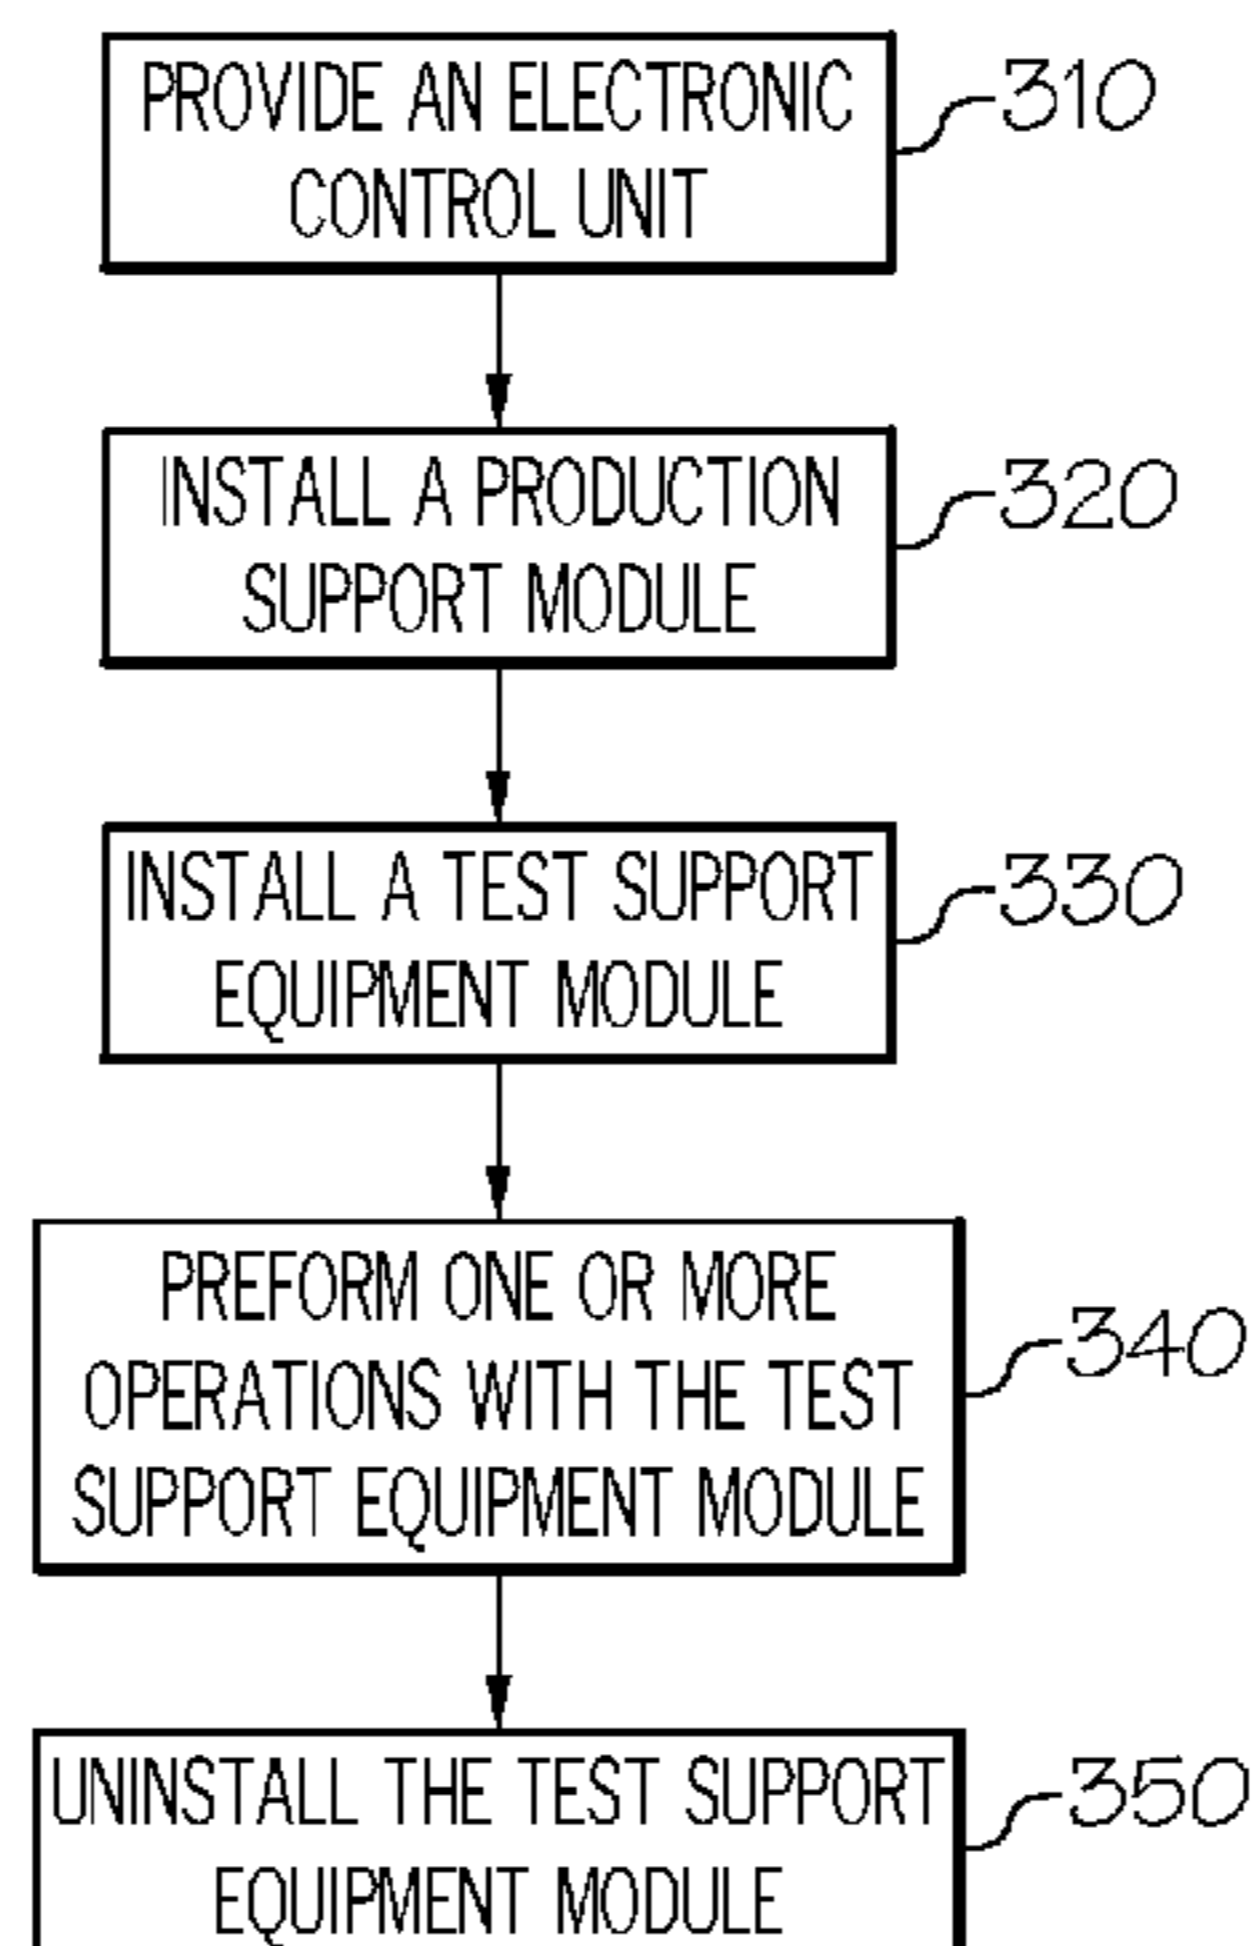 PROVIDE AN ELECTRONIC
CONTROL UNIT
310
INSTALL A PRODUCTION
SUPPORT MODULE
320
INSTALL A TEST SUPPORT
EQUIPMENT MODULE
330
PREFORM ONE OR MORE
OPERATIONS WITH THE TEST
SUPPORT EQUIPMENT MODULE
340
UNINSTALL THE TEST SUPPORT
EQUIPMENT MODULE
350